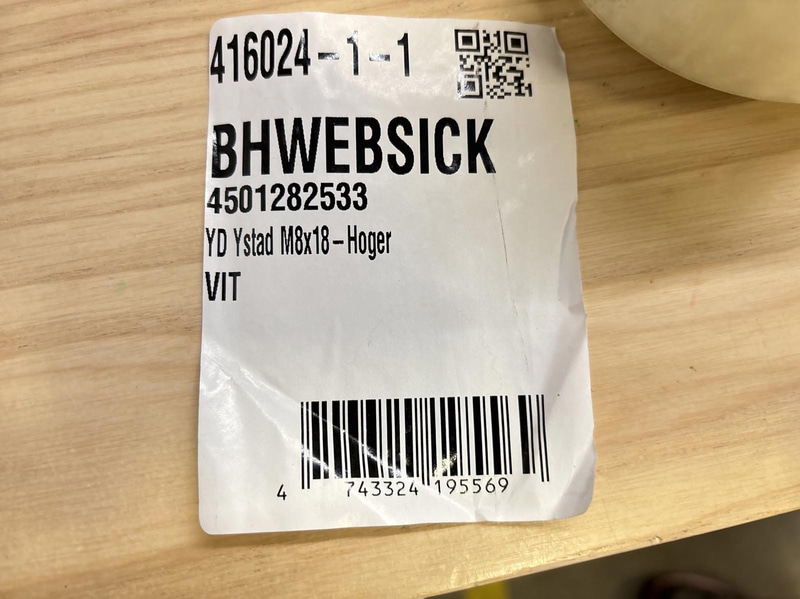 416024-1-1
BHWEBSICK
4501282533
YD Ystad M8x18-Hoger
VIT
4 743324 195569